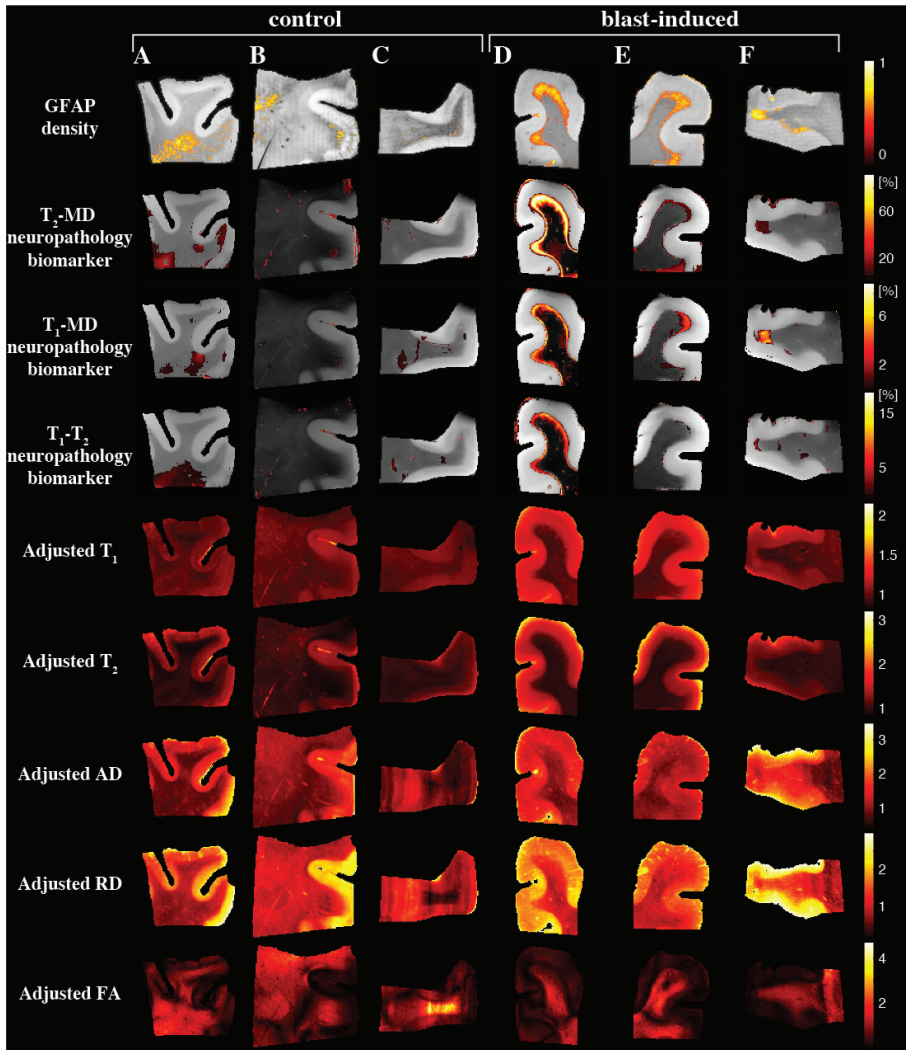 control
blast-induced
A B C D E F
GFAP
density
1
0
T2-MD
neuropathology
biomarker
[%]
60
20
T1-MD
neuropathology
biomarker
[%]
6
2
T1-T2
neuropathology
biomarker
[%]
15
5
Adjusted T1
2
1.5
1
Adjusted T2
3
2
1
Adjusted AD
3
2
1
Adjusted RD
2
1
Adjusted FA
4
2